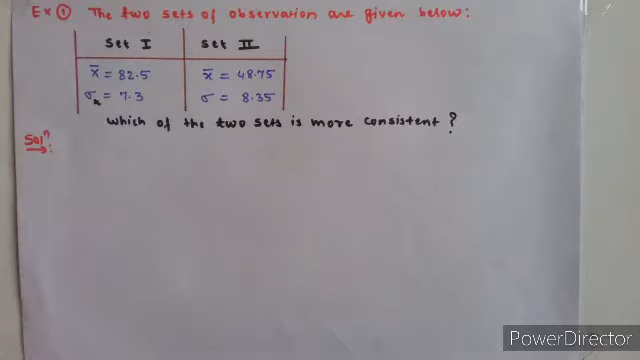 Ex ① The two sets of observation are given below:
Set I Set II
x̄ = 82.5 x̄ = 48.75
σₓ = 7.3 σ = 8.35
which of the two sets is more consistent?
Solⁿ:
PowerDirector